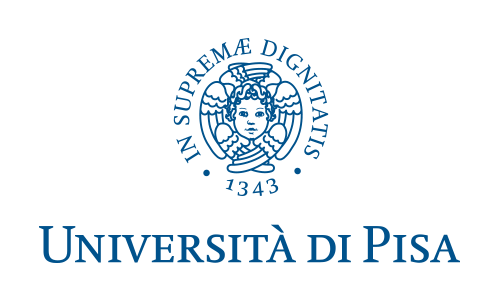 IN SUPREMÆ DIGNITATIS
• 1343 •
UNIVERSITÀ DI PISA